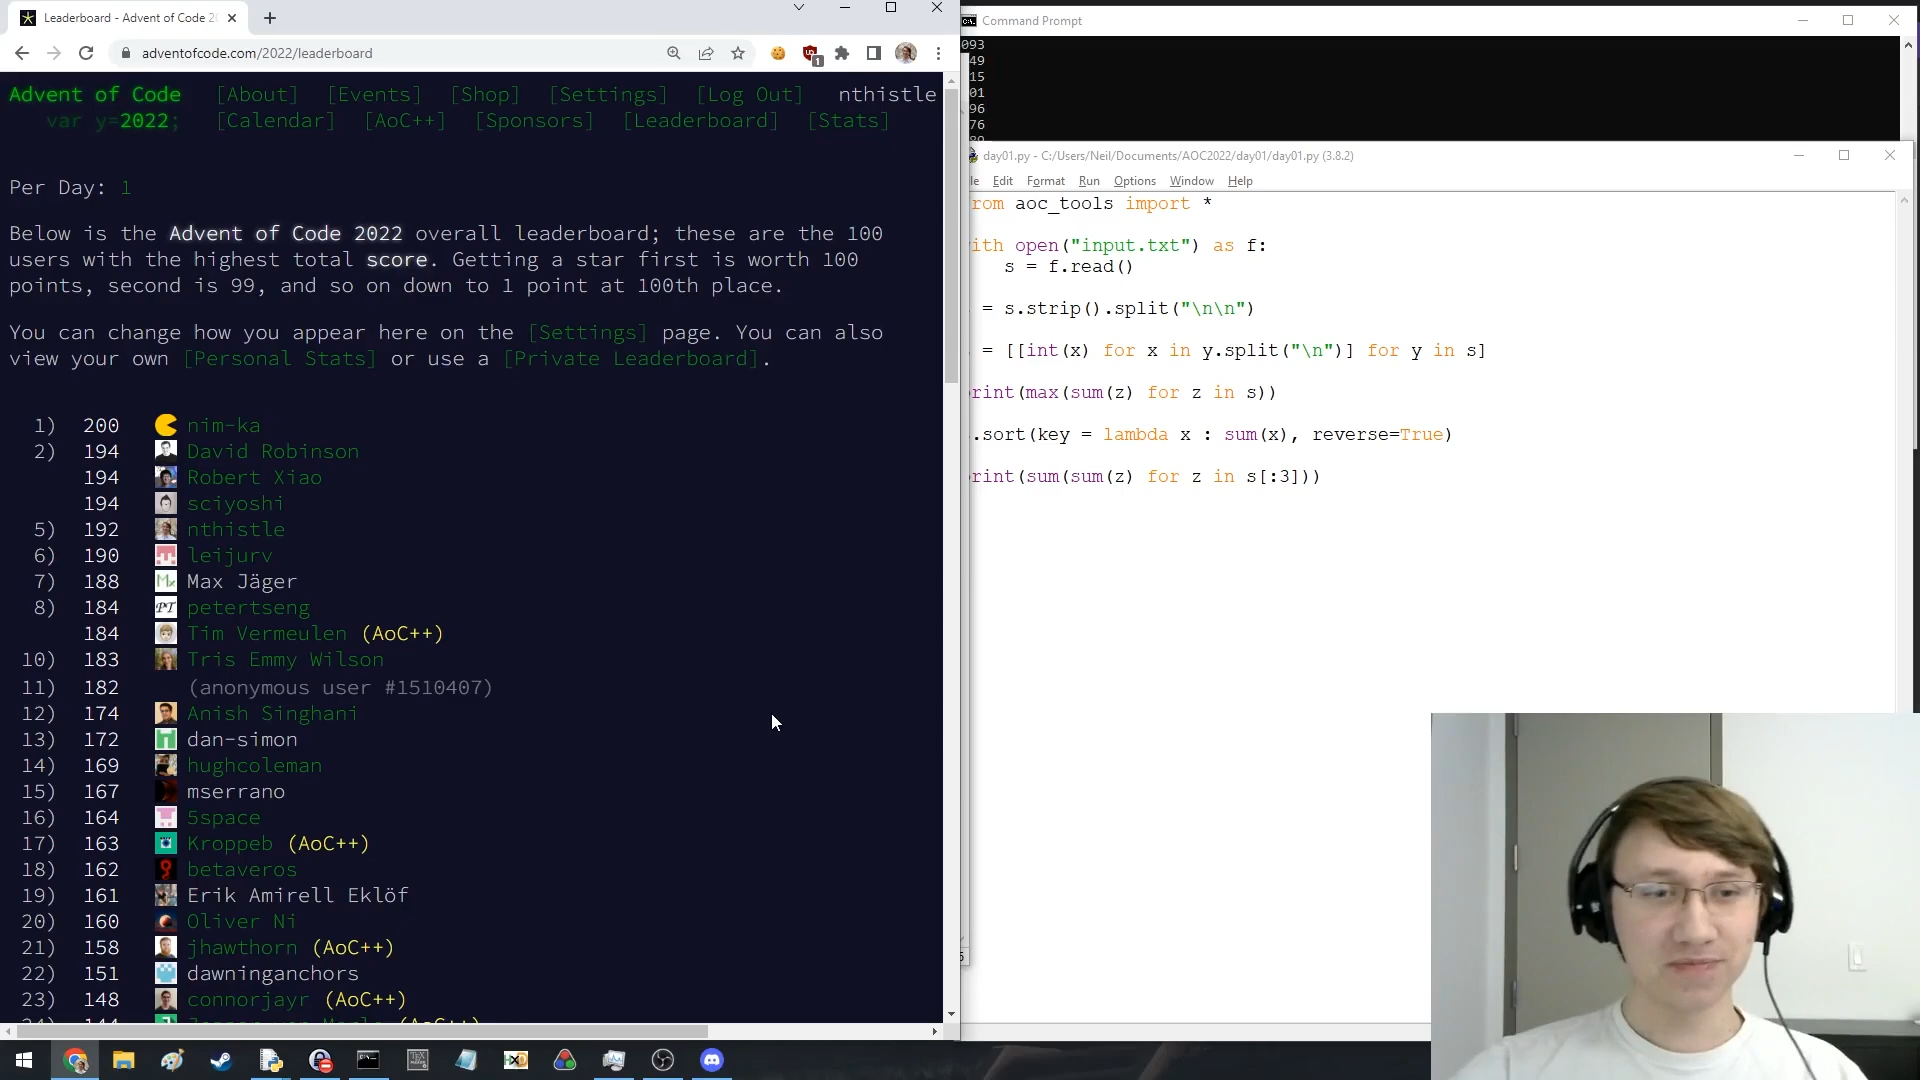 Leaderboard - Advent of Code 2
adventofcode.com/2022/leaderboard
1
Advent of Code [About] [Events] [Shop] [Settings] [Log Out] nthistle
var y=2022; [Calendar] [AoC++] [Sponsors] [Leaderboard] [Stats]
Per Day: 1
Below is the Advent of Code 2022 overall leaderboard; these are the 100
users with the highest total score. Getting a star first is worth 100
points, second is 99, and so on down to 1 point at 100th place.
You can change how you appear here on the [Settings] page. You can also
view your own [Personal Stats] or use a [Private Leaderboard].
1) 200 nim-ka
2) 194 David Robinson
194 Robert Xiao
194 sciyoshi
5) 192 nthistle
6) 190 leijurv
7) 188 Max Jäger
8) 184 petertseng
184 Tim Vermeulen (AoC++)
10) 183 Tris Emmy Wilson
11) 182 (anonymous user #1510407)
12) 174 Anish Singhani
13) 172 dan-simon
14) 169 hughcoleman
15) 167 mserrano
16) 164 5space
17) 163 Kroppeb (AoC++)
18) 162 betaveros
19) 161 Erik Amirell Eklöf
20) 160 Oliver Ni
21) 158 jhawthorn (AoC++)
22) 151 dawninganchors
23) 148 connorjayr (AoC++)
Command Prompt
093
49
15
01
96
76
day01.py - C:/Users/Neil/Documents/AOC2022/day01/day01.py (3.8.2)
le Edit Format Run Options Window Help
rom aoc_tools import *
ith open("input.txt") as f:
s = f.read()
= s.strip().split("\n\n")
= [[int(x) for x in y.split("\n")] for y in s]
rint(max(sum(z) for z in s))
.sort(key = lambda x : sum(x), reverse=True)
rint(sum(sum(z) for z in s[:3]))